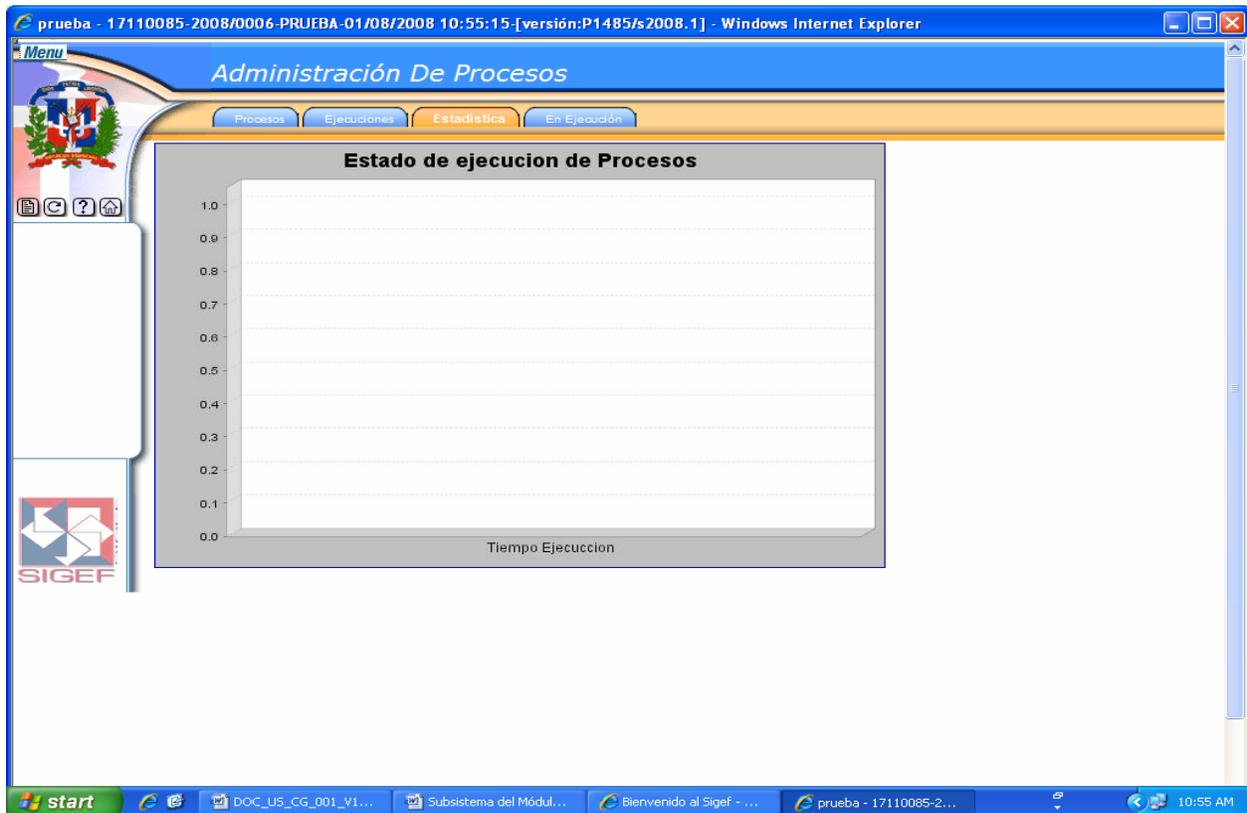 prueba - 17110085-2008/0006-PRUEBA-01/08/2008 10:55:15-[versión:P1485/s2008.1] - Windows Internet Explorer
Menu
Administración De Procesos
Procesos
Ejecuciones
Estadística
En Ejecución
Estado de ejecucion de Procesos
1.0
0.9
0.8
0.7
0.6
0.5
0.4
0.3
0.2
0.1
0.0
Tiempo Ejecuccion
SIGEF
start
DOC_US_CG_001_V1...
Subsistema del Módul...
Bienvenido al Sigef - ...
prueba - 17110085-2...
10:55 AM